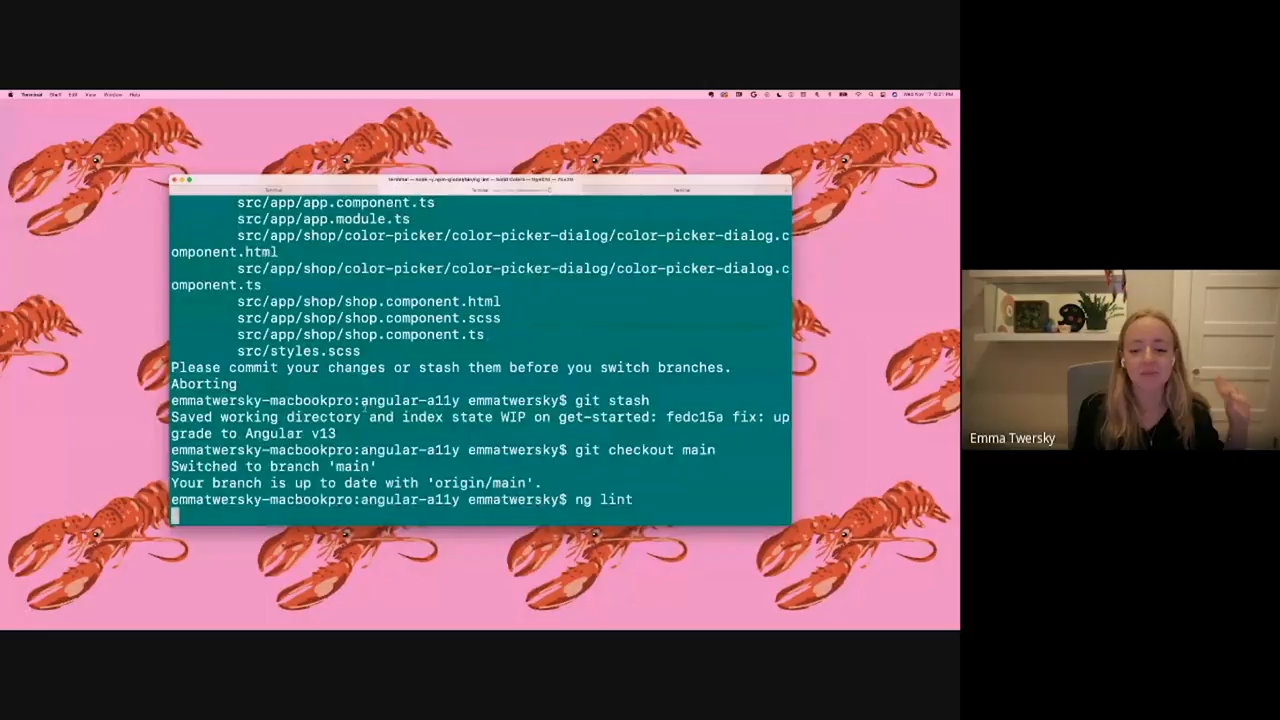 Terminal Shell Edit View Window Help
src/app/app.component.ts
src/app/app.module.ts
src/app/shop/color-picker/color-picker-dialog/color-picker-dialog.c
omponent.html
src/app/shop/color-picker/color-picker-dialog/color-picker-dialog.c
omponent.ts
src/app/shop/shop.component.html
src/app/shop/shop.component.scss
src/app/shop/shop.component.ts
src/styles.scss
Please commit your changes or stash them before you switch branches.
Aborting
emmatwersky-macbookpro:angular-a11y emmatwersky$ git stash
Saved working directory and index state WIP on get-started: fedc15a fix: up
grade to Angular v13
emmatwersky-macbookpro:angular-a11y emmatwersky$ git checkout main
Switched to branch 'main'
Your branch is up to date with 'origin/main'.
emmatwersky-macbookpro:angular-a11y emmatwersky$ ng lint
Emma Twersky